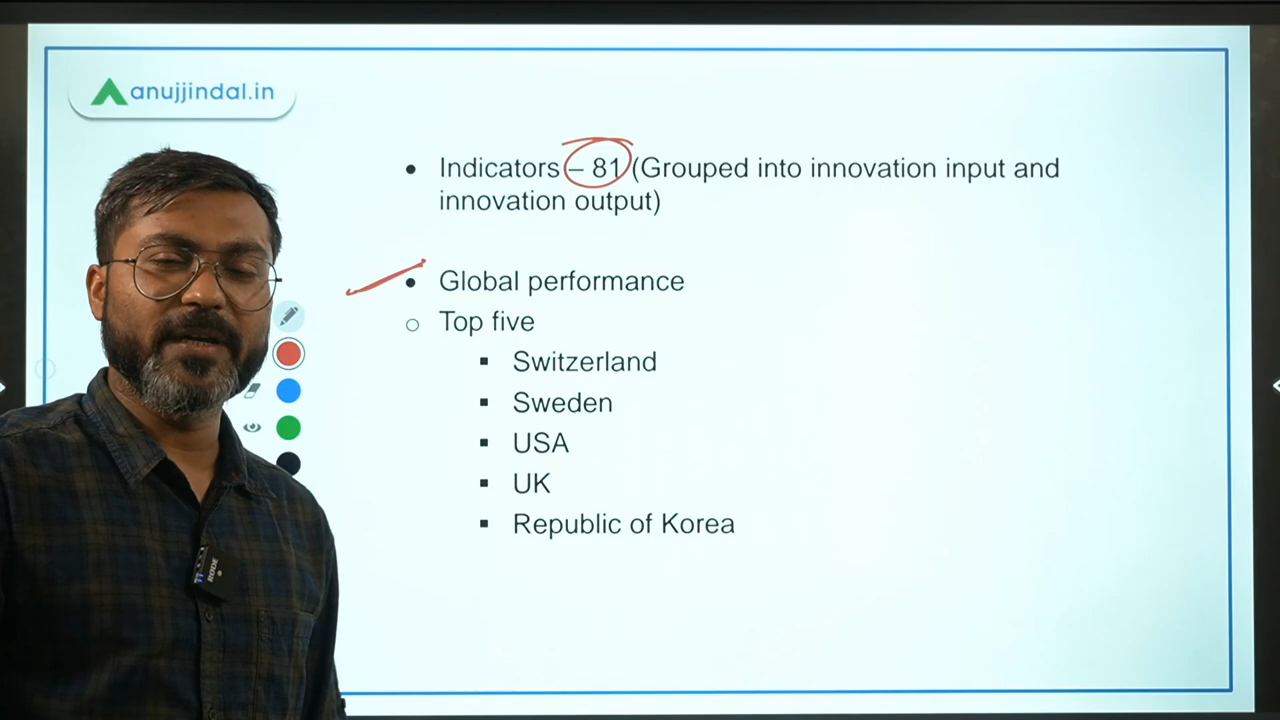 anujjindal.in
Indicators – 81 (Grouped into innovation input and
innovation output)
Global performance
Top five
Switzerland
Sweden
USA
UK
Republic of Korea
RODE